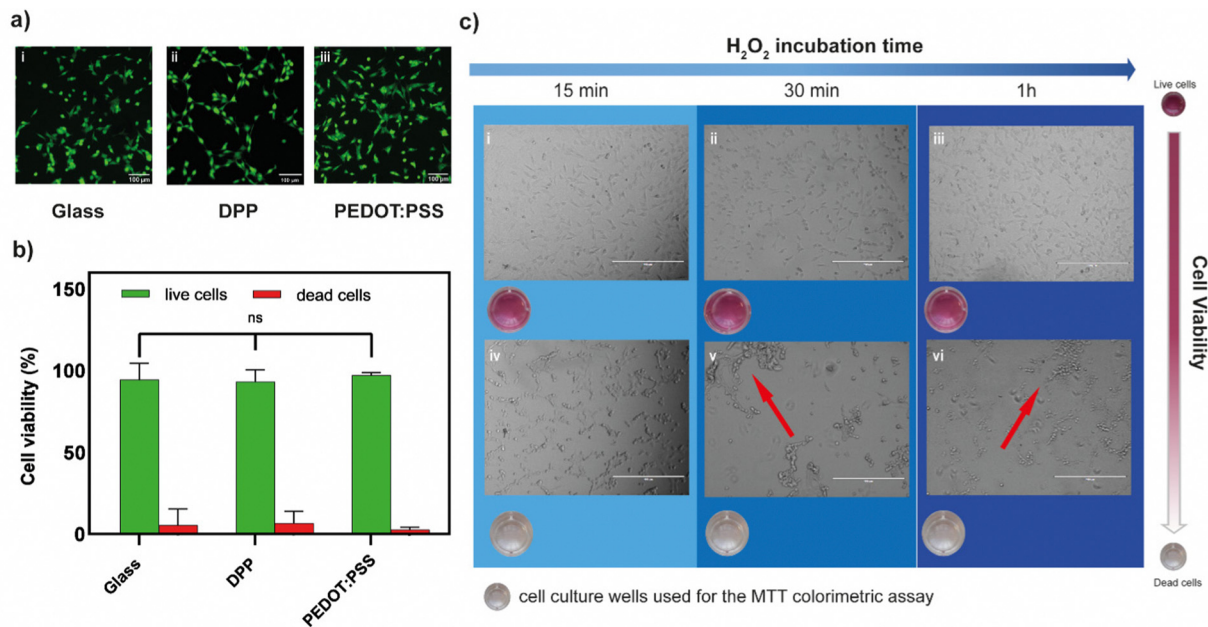 a)
i
ii
iii
100 µm
100 µm
100 µm
Glass
DPP
PEDOT:PSS
b)
Cell viability (%)
150
100
50
0
live cells
dead cells
ns
Glass
DPP
PEDOT:PSS
c)
H₂O₂ incubation time
15 min
30 min
1h
i
ii
iii
iv
v
vi
Live cells
Cell Viability
Dead cells
cell culture wells used for the MTT colorimetric assay